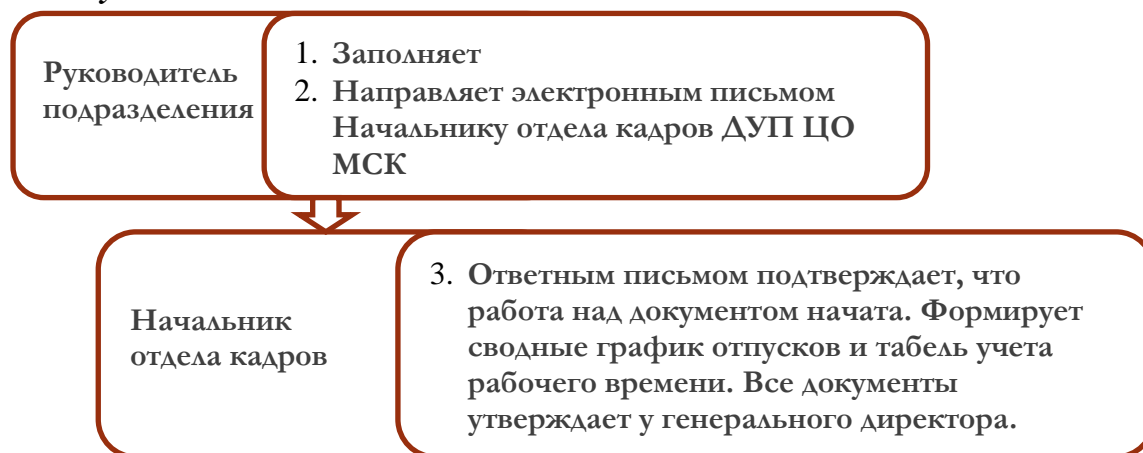 Руководитель
подразделения
1. Заполняет
2. Направляет электронным письмом
Начальнику отдела кадров ДУП ЦО
МСК
Начальник
отдела кадров
3. Ответным письмом подтверждает, что
работа над документом начата. Формирует
сводные график отпусков и табель учета
рабочего времени. Все документы
утверждает у генерального директора.